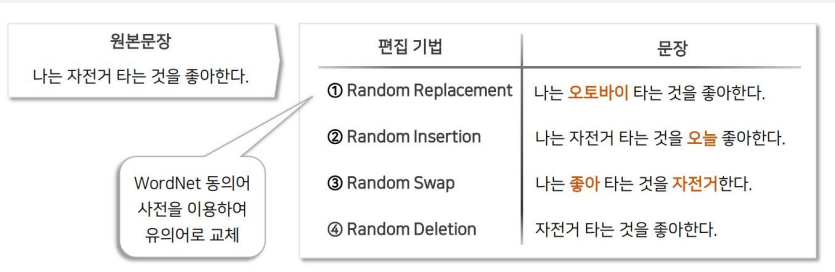 원본문장
나는 자전거 타는 것을 좋아한다.
편집 기법 문장
① Random Replacement 나는 오토바이 타는 것을 좋아한다.
② Random Insertion 나는 자전거 타는 것을 오늘 좋아한다.
③ Random Swap 나는 좋아 타는 것을 자전거한다.
④ Random Deletion 자전거 타는 것을 좋아한다.
WordNet 동의어
사전을 이용하여
유의어로 교체